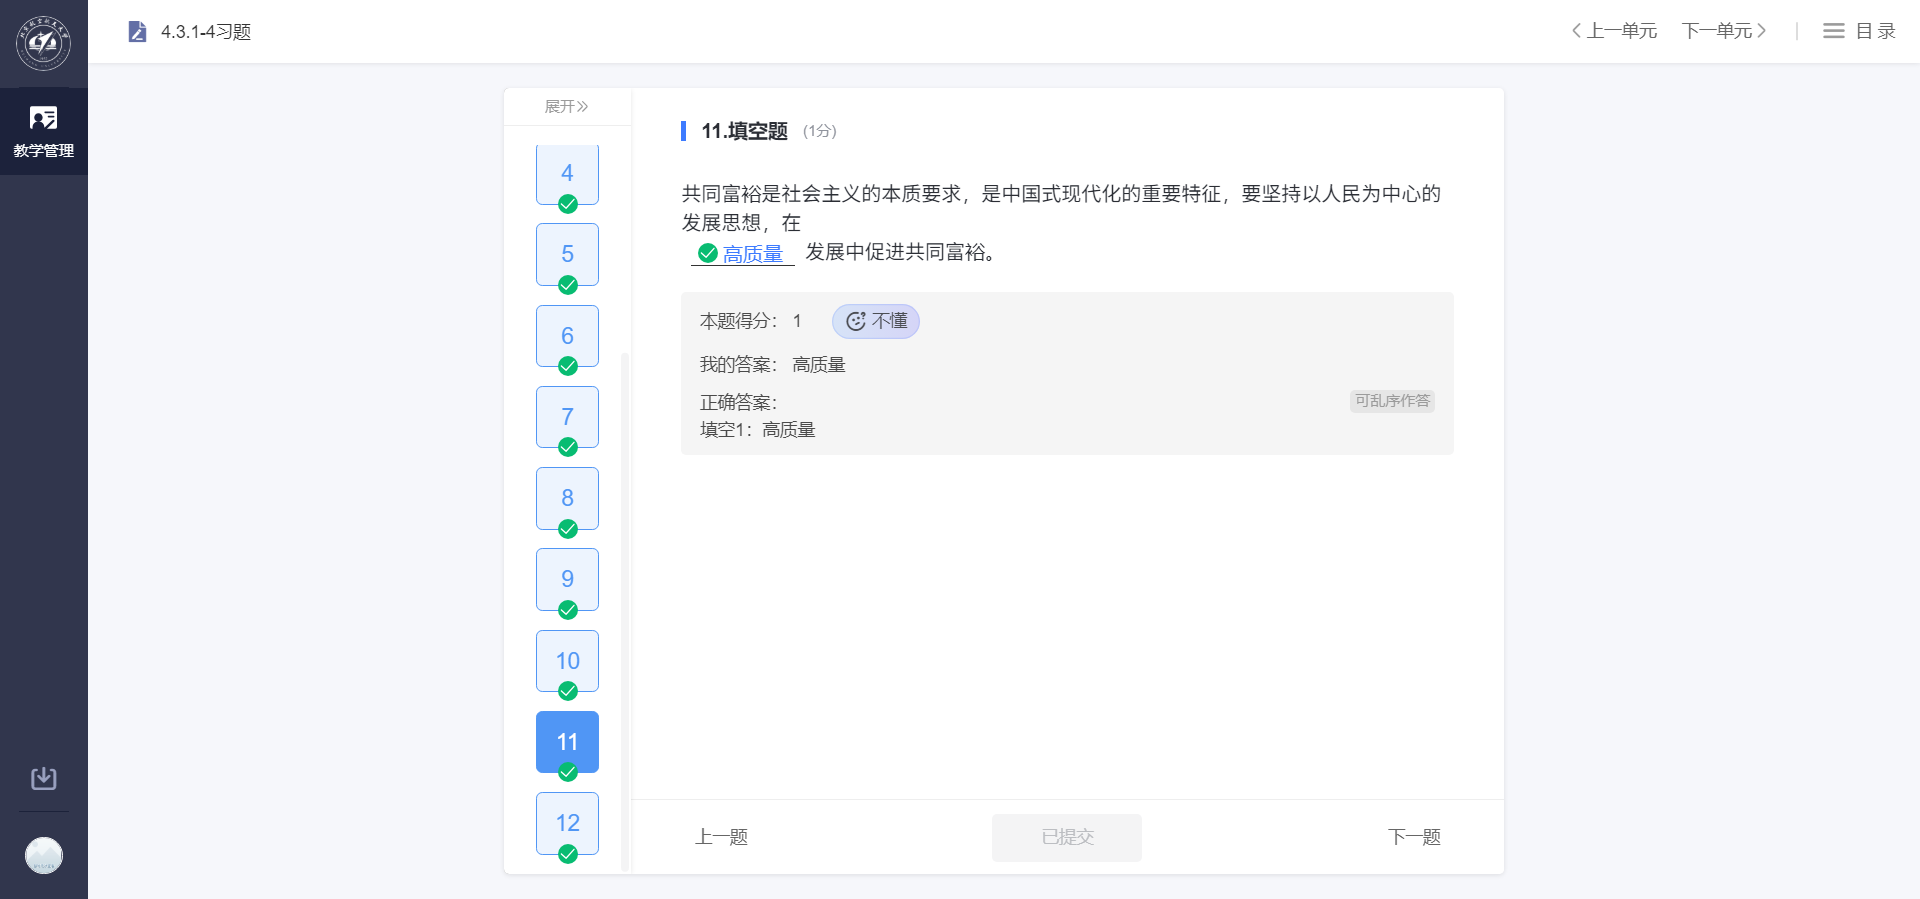 4.3.1-4习题
上一单元
下一单元
目录
教学管理
展开
4
5
6
7
8
9
10
11
12
11.填空题 (1分)
共同富裕是社会主义的本质要求，是中国式现代化的重要特征，要坚持以人民为中心的
发展思想，在
高质量 发展中促进共同富裕。
本题得分： 1 不懂
我的答案： 高质量
正确答案： 可乱序作答
填空1：高质量
上一题
已提交
下一题